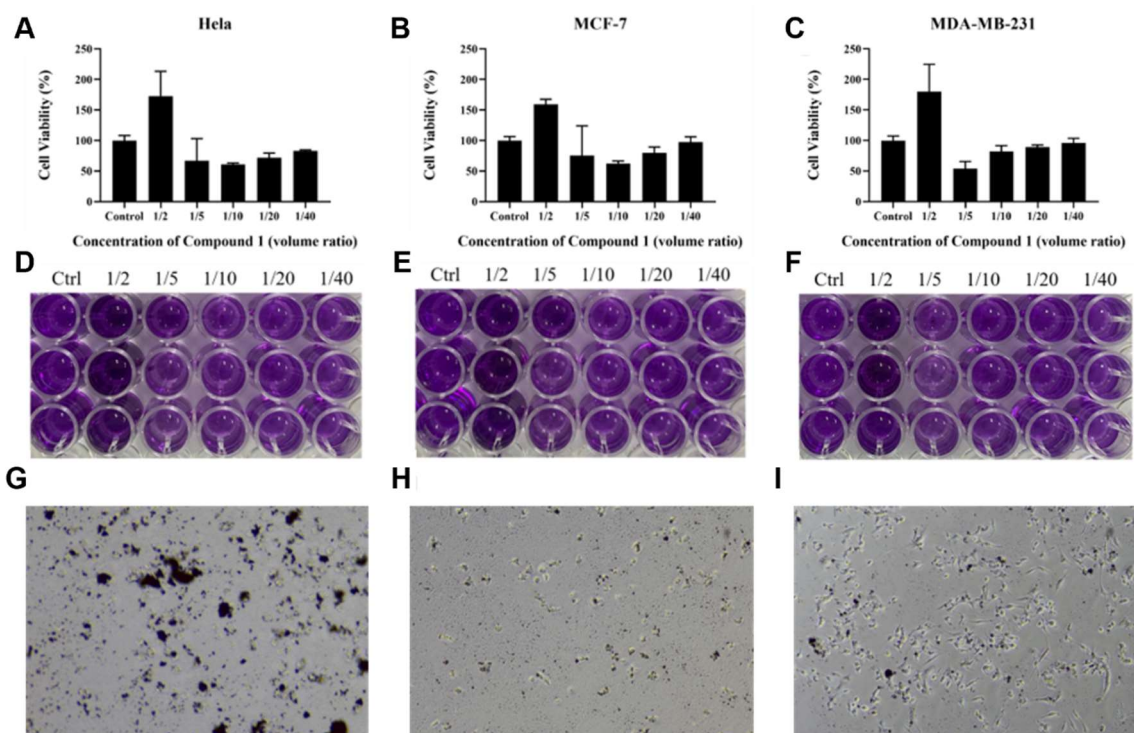 A
Hela
Cell Viability (%)
250
200
150
100
50
0
Control 1/2 1/5 1/10 1/20 1/40
Concentration of Compound 1 (volume ratio)
B
MCF-7
Cell Viability (%)
250
200
150
100
50
0
Control 1/2 1/5 1/10 1/20 1/40
Concentration of Compound 1 (volume ratio)
C
MDA-MB-231
Cell Viability (%)
250
200
150
100
50
0
Control 1/2 1/5 1/10 1/20 1/40
Concentration of Compound 1 (volume ratio)
D
Ctrl 1/2 1/5 1/10 1/20 1/40
E
Ctrl 1/2 1/5 1/10 1/20 1/40
F
Ctrl 1/2 1/5 1/10 1/20 1/40
G
H
I